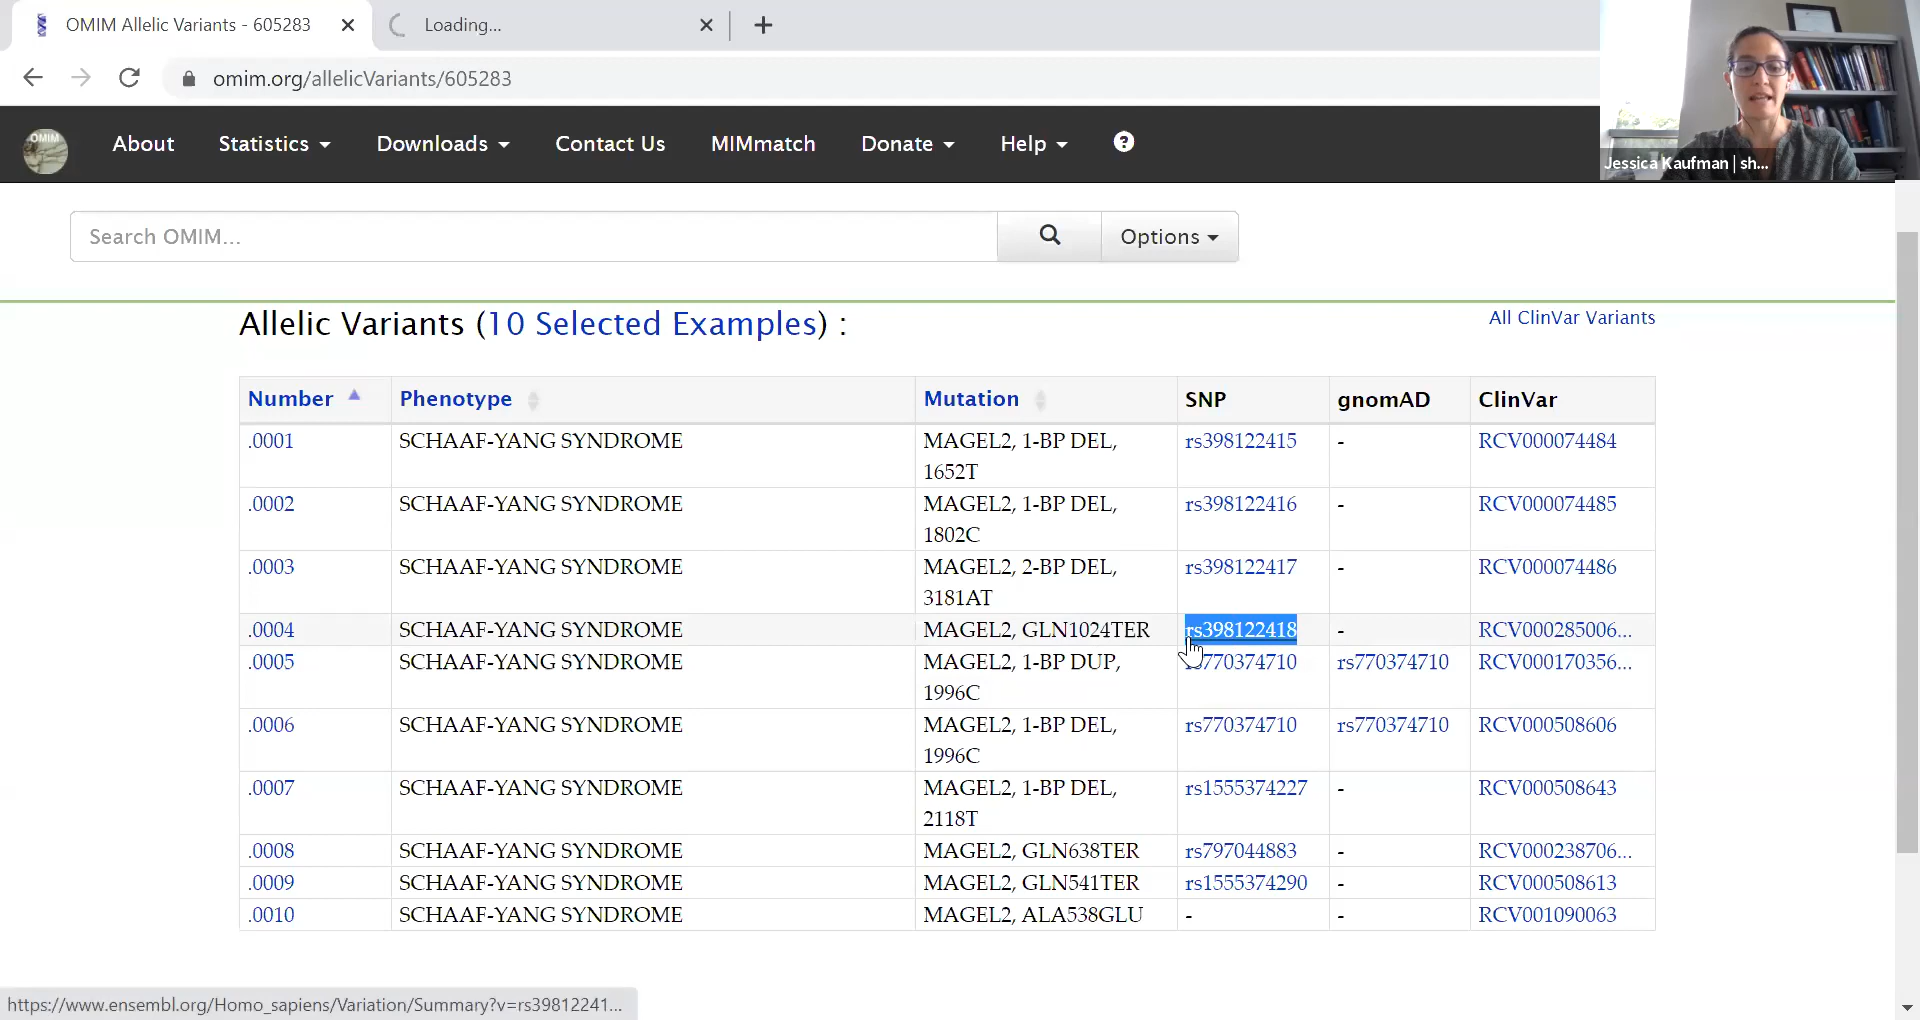 OMIM Allelic Variants - 605283
Loading...
omim.org/allelicVariants/605283
OMIM
About Statistics Downloads Contact Us MIMmatch Donate Help ?
Jessica Kaufman | sh...
Search OMIM...
Options
Allelic Variants (10 Selected Examples) :
All ClinVar Variants
Number Phenotype Mutation SNP gnomAD ClinVar
.0001 SCHAAF-YANG SYNDROME MAGEL2, 1-BP DEL, rs398122415 - RCV000074484
1652T
.0002 SCHAAF-YANG SYNDROME MAGEL2, 1-BP DEL, rs398122416 - RCV000074485
1802C
.0003 SCHAAF-YANG SYNDROME MAGEL2, 2-BP DEL, rs398122417 - RCV000074486
3181AT
.0004 SCHAAF-YANG SYNDROME MAGEL2, GLN1024TER rs398122418 - RCV000285006...
.0005 SCHAAF-YANG SYNDROME MAGEL2, 1-BP DUP, rs770374710 rs770374710 RCV000170356...
1996C
.0006 SCHAAF-YANG SYNDROME MAGEL2, 1-BP DEL, rs770374710 rs770374710 RCV000508606
1996C
.0007 SCHAAF-YANG SYNDROME MAGEL2, 1-BP DEL, rs1555374227 - RCV000508643
2118T
.0008 SCHAAF-YANG SYNDROME MAGEL2, GLN638TER rs797044883 - RCV000238706...
.0009 SCHAAF-YANG SYNDROME MAGEL2, GLN541TER rs1555374290 - RCV000508613
.0010 SCHAAF-YANG SYNDROME MAGEL2, ALA538GLU - - RCV001090063
https://www.ensembl.org/Homo_sapiens/Variation/Summary?v=rs39812241...